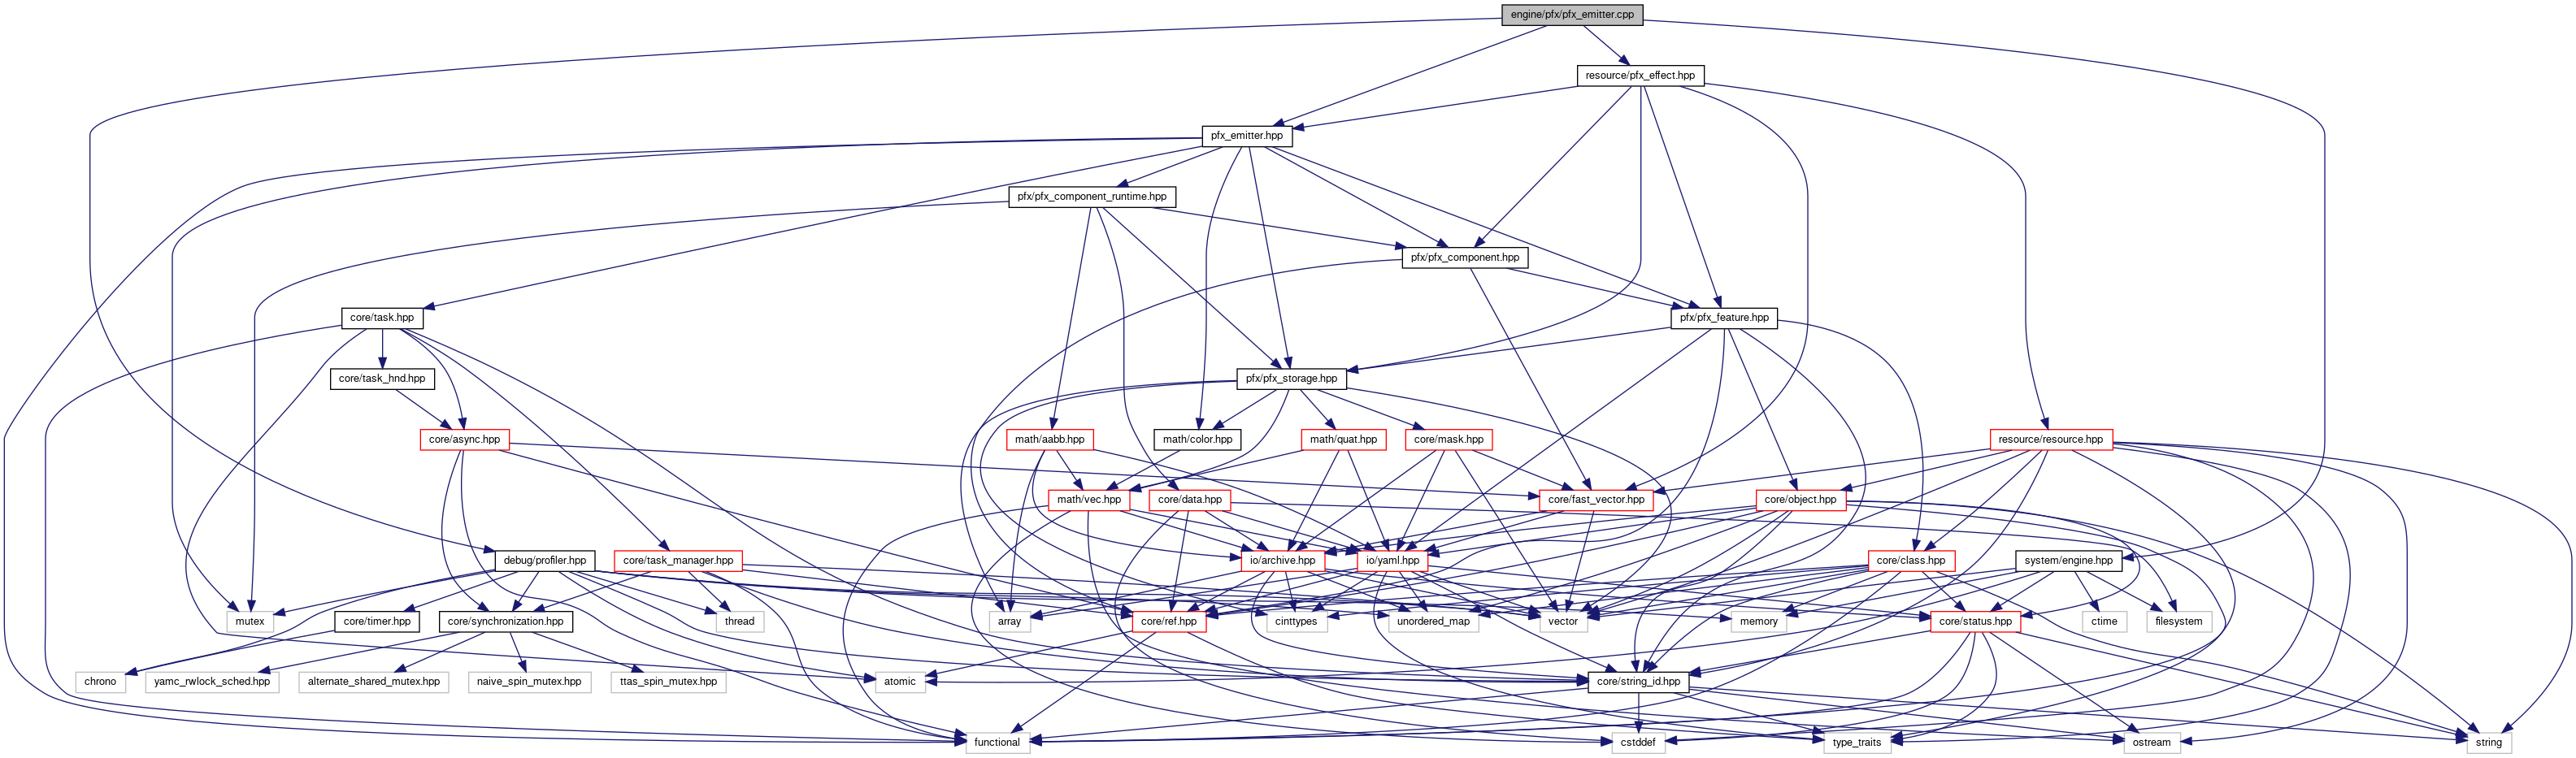 engine/pfx/pfx_emitter.cpp
resource/pfx_effect.hpp
pfx_emitter.hpp
pfx/pfx_component_runtime.hpp
pfx/pfx_component.hpp
core/task.hpp
pfx/pfx_feature.hpp
core/task_hnd.hpp
pfx/pfx_storage.hpp
core/async.hpp
math/aabb.hpp
math/color.hpp
math/quat.hpp
core/mask.hpp
resource/resource.hpp
math/vec.hpp
core/data.hpp
core/fast_vector.hpp
core/object.hpp
debug/profiler.hpp
core/task_manager.hpp
io/archive.hpp
io/yaml.hpp
core/class.hpp
system/engine.hpp
mutex
core/timer.hpp
core/synchronization.hpp
thread
array
core/ref.hpp
cinttypes
unordered_map
memory
vector
core/status.hpp
ctime
filesystem
chrono
yamc_rwlock_sched.hpp
alternate_shared_mutex.hpp
naive_spin_mutex.hpp
ttas_spin_mutex.hpp
atomic
core/string_id.hpp
functional
cstddef
type_traits
ostream
string